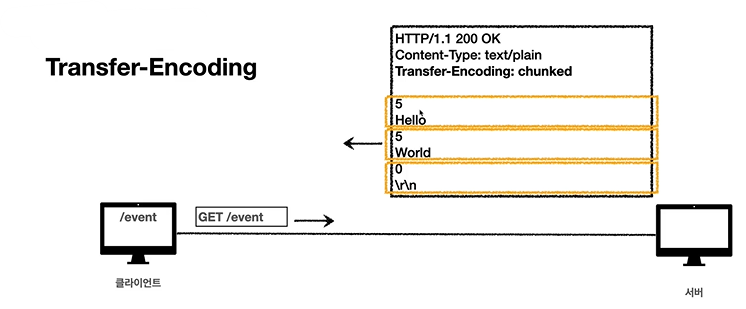 Transfer-Encoding
HTTP/1.1 200 OK
Content-Type: text/plain
Transfer-Encoding: chunked
5
Hello
5
World
0
\r\n
/event
GET /event
클라이언트
서버